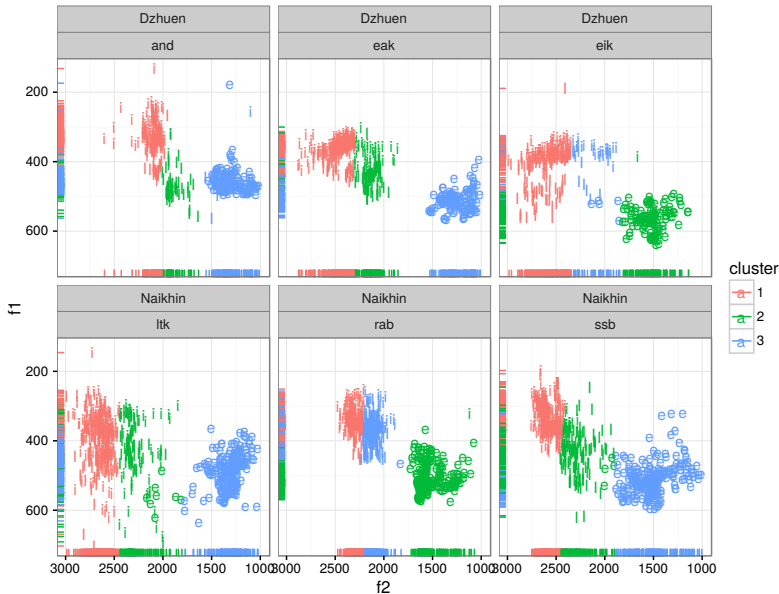 Dzhuen Dzhuen Dzhuen
and eak eik
200
400
600
Naikhin Naikhin Naikhin
ltk rab ssb
200
400
600
3000 2500 2000 1500 1000 3000 2500 2000 1500 1000 3000 2500 2000 1500 1000
f2
f1
cluster
a 1
a 2
a 3